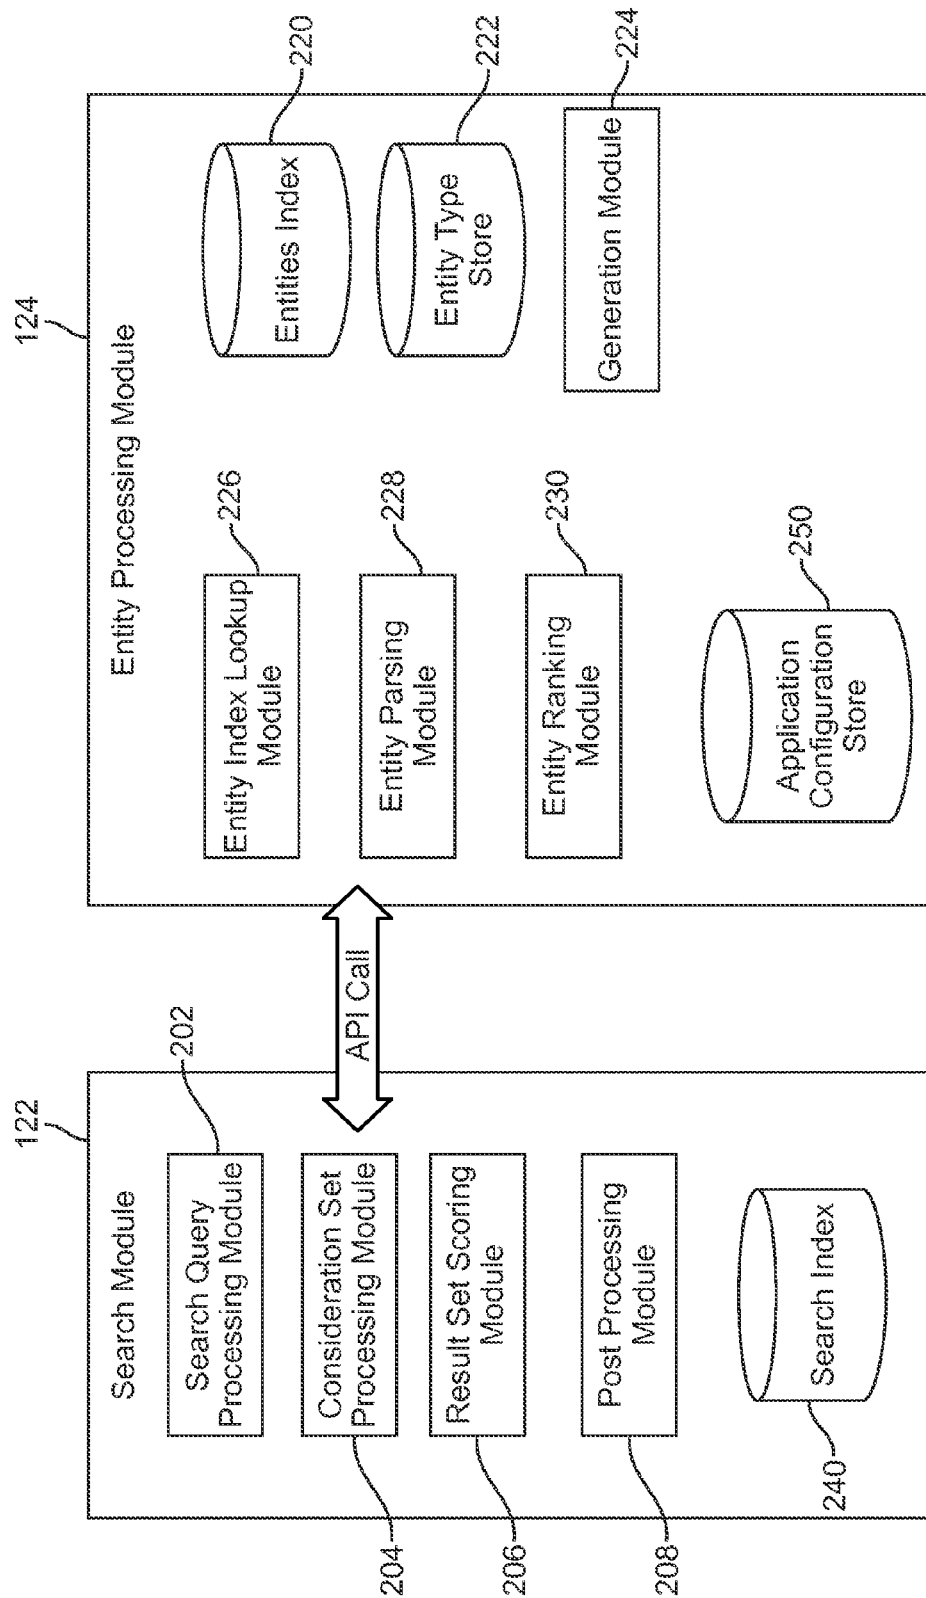 122
Search Module
Search Query
Processing Module
202
Consideration Set
Processing Module
204
Result Set Scoring
Module
206
Post Processing
Module
208
Search Index
240
API Call
124
Entity Processing Module
Entity Index Lookup
Module
226
Entity Parsing
Module
228
Entity Ranking
Module
230
Application
Configuration
Store
250
Entities Index
220
Entity Type
Store
222
Generation Module
224